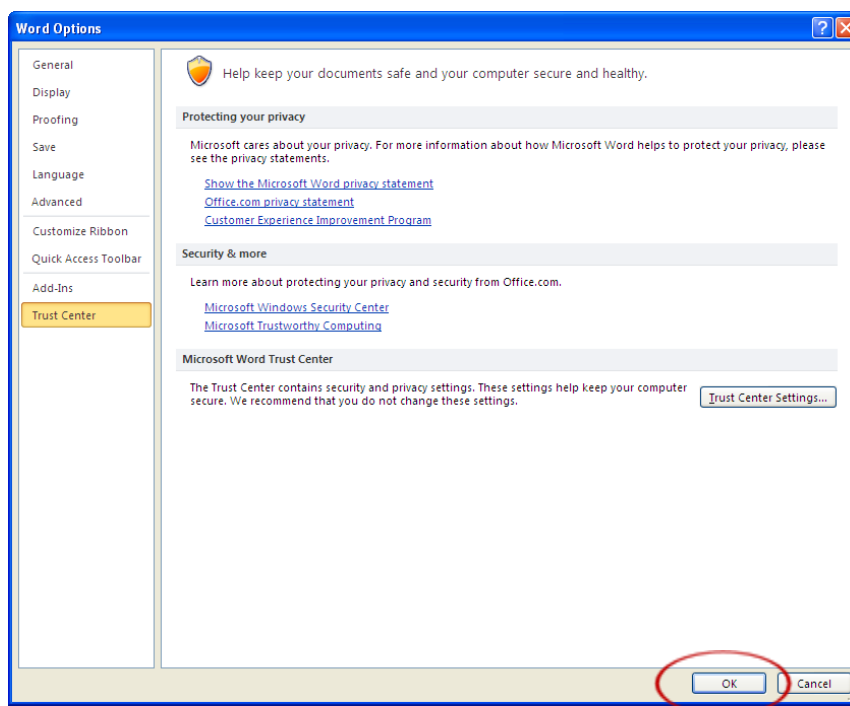 Word Options
General
Display
Proofing
Save
Language
Advanced
Customize Ribbon
Quick Access Toolbar
Add-Ins
Trust Center
Help keep your documents safe and your computer secure and healthy.
Protecting your privacy
Microsoft cares about your privacy. For more information about how Microsoft Word helps to protect your privacy, please
see the privacy statements.
Show the Microsoft Word privacy statement
Office.com privacy statement
Customer Experience Improvement Program
Security & more
Learn more about protecting your privacy and security from Office.com.
Microsoft Windows Security Center
Microsoft Trustworthy Computing
Microsoft Word Trust Center
The Trust Center contains security and privacy settings. These settings help keep your computer
secure. We recommend that you do not change these settings.
Trust Center Settings...
OK
Cancel